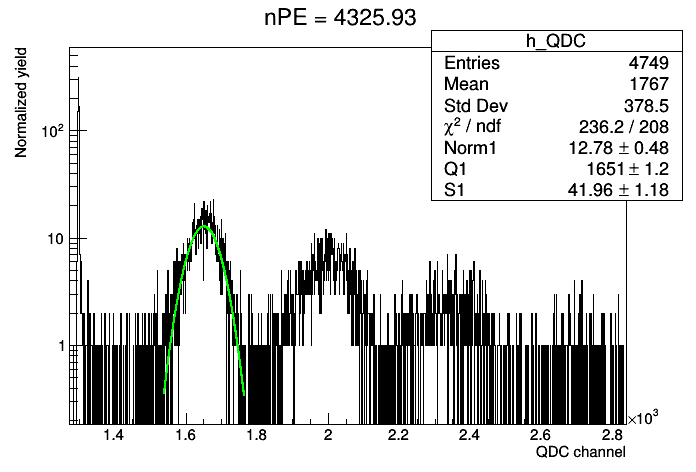 nPE = 4325.93
h_QDC
Entries 4749
Mean 1767
Std Dev 378.5
χ² / ndf 236.2 / 208
Norm1 12.78 ± 0.48
Q1 1651 ± 1.2
S1 41.96 ± 1.18
Normalized yield
10²
10
1
1.4 1.6 1.8 2 2.2 2.4 2.6 2.8
×10³
QDC channel